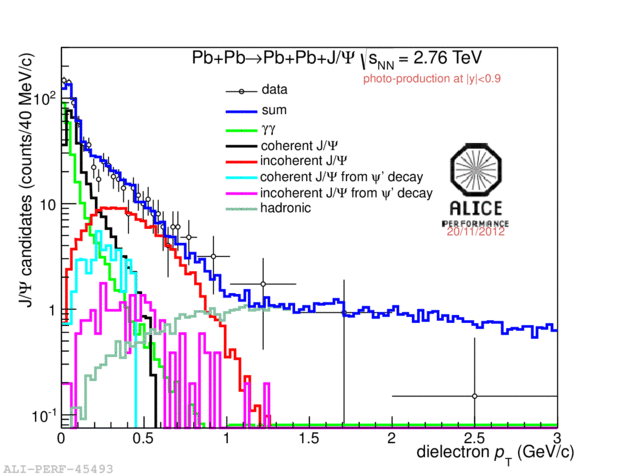 Pb+Pb→Pb+Pb+J/Ψ √sNN = 2.76 TeV
photo-production at |y|<0.9
data
sum
γγ
coherent J/Ψ
incoherent J/Ψ
coherent J/Ψ from ψ' decay
incoherent J/Ψ from ψ' decay
hadronic
ALICE
PERFORMANCE
20/11/2012
J/Ψ candidates (counts/40 MeV/c)
10²
10
1
10⁻¹
0 0.5 1 1.5 2 2.5 3
dielectron pT (GeV/c)
ALI-PERF-45493